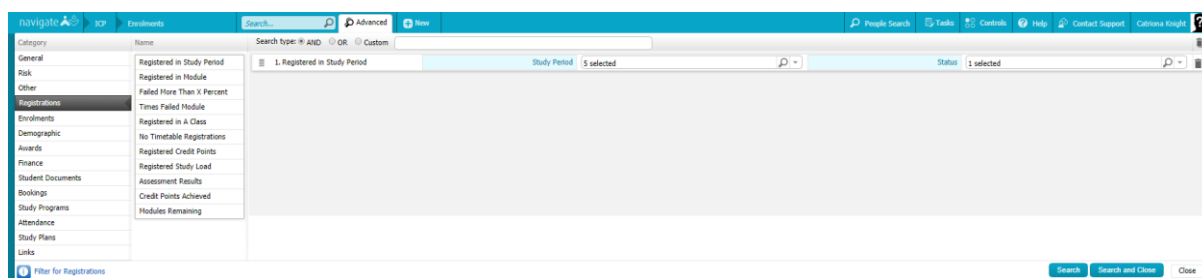 navigate ICP Enrolments Search... Advanced New People Search Tasks Controls Help Contact Support Catriona Knight
Category Name Search type: AND OR Custom
General
Risk
Other
Registrations
Enrolments
Demographic
Awards
Finance
Student Documents
Bookings
Study Programs
Attendance
Study Plans
Links
Registered in Study Period
Registered in Module
Failed More Than X Percent
Times Failed Module
Registered in A Class
No Timetable Registrations
Registered Credit Points
Registered Study Load
Assessment Results
Credit Points Achieved
Modules Remaining
1. Registered in Study Period Study Period 5 selected Status 1 selected
Filter for Registrations Search Search and Close Close